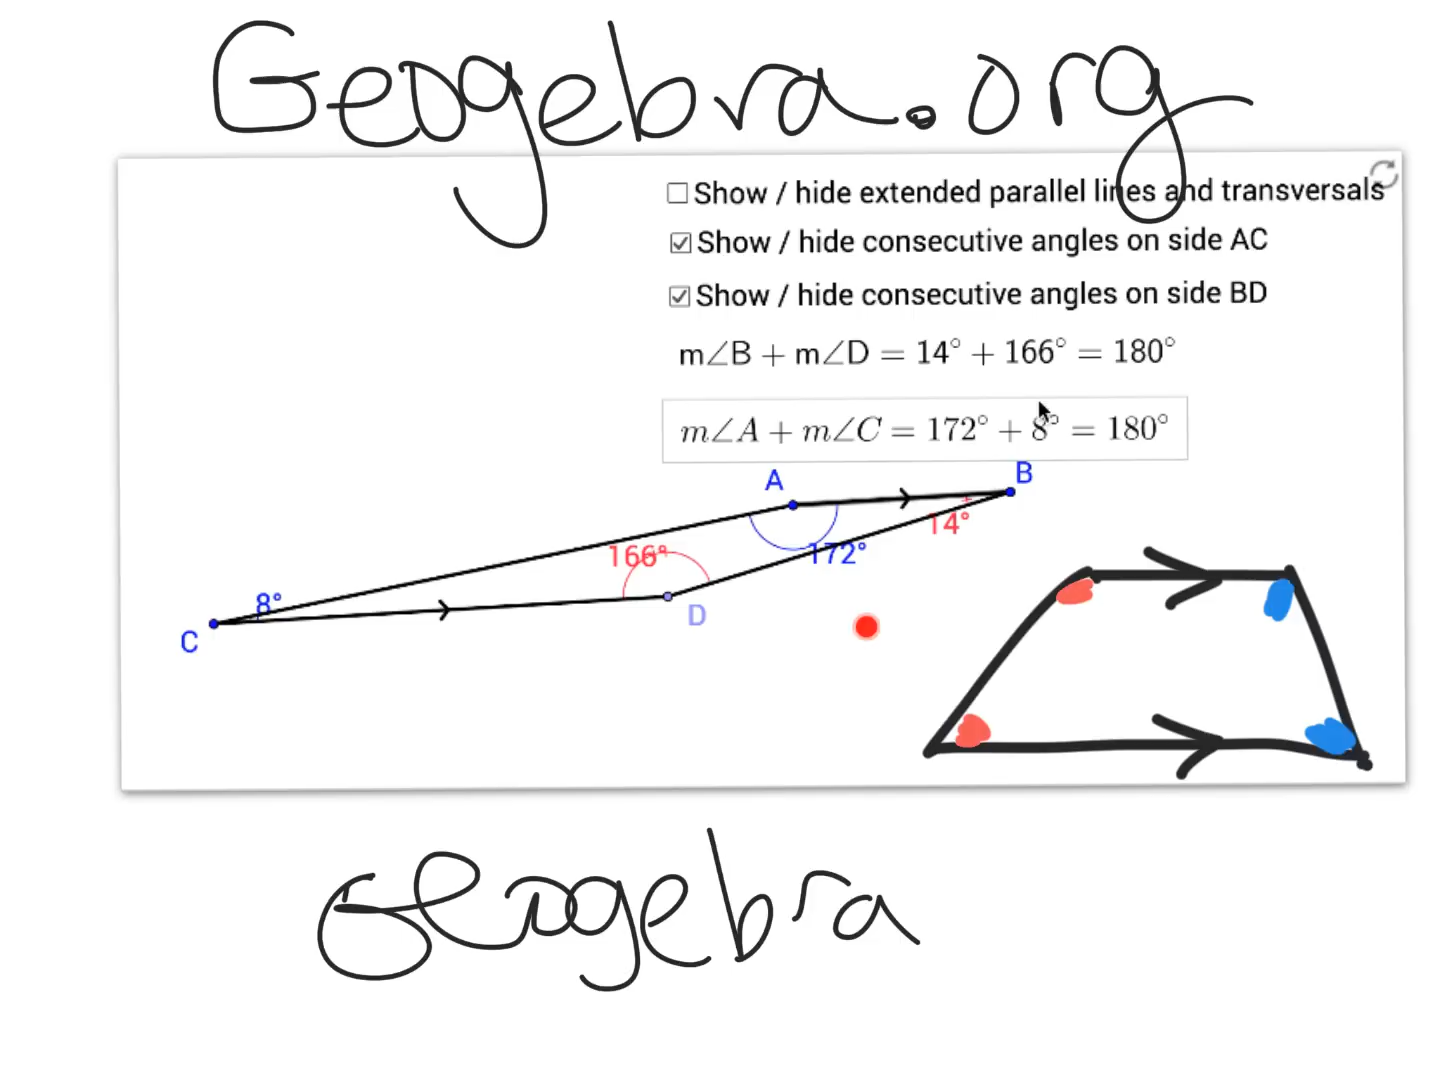 Geogebra.org
Show / hide extended parallel lines and transversals
Show / hide consecutive angles on side AC
Show / hide consecutive angles on side BD
m∠B + m∠D = 14° + 166° = 180°
m∠A + m∠C = 172° + 8° = 180°
A
B
14°
166°
172°
8°
D
C
Geogebra